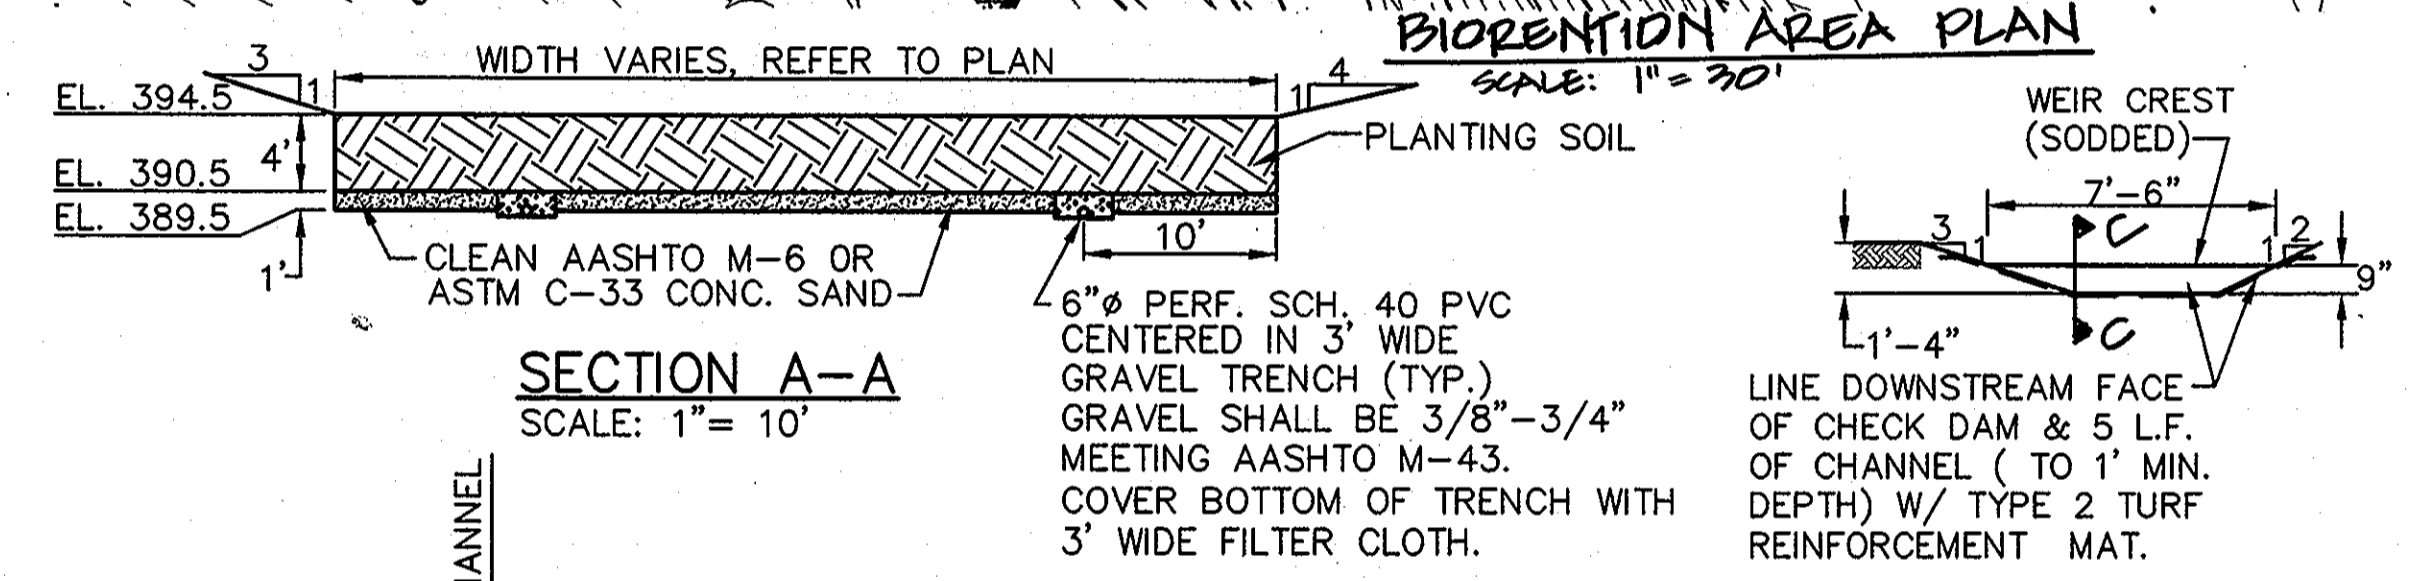 BIORENTION AREA PLAN
SCALE: 1"= 30'
3
1
WIDTH VARIES, REFER TO PLAN
1
4
EL. 394.5
4'
EL. 390.5
EL. 389.5
1'
PLANTING SOIL
10'
CLEAN AASHTO M-6 OR
ASTM C-33 CONC. SAND
6"ø PERF. SCH. 40 PVC
CENTERED IN 3' WIDE
GRAVEL TRENCH (TYP.)
GRAVEL SHALL BE 3/8"-3/4"
MEETING AASHTO M-43.
COVER BOTTOM OF TRENCH WITH
3' WIDE FILTER CLOTH.
SECTION A-A
SCALE: 1"= 10'
HANNEL
WEIR CREST
(SODDED)
7'-6"
C
3
1
1
2
9"
1'-4"
C
LINE DOWNSTREAM FACE
OF CHECK DAM & 5 L.F.
OF CHANNEL ( TO 1' MIN.
DEPTH) W/ TYPE 2 TURF
REINFORCEMENT MAT.